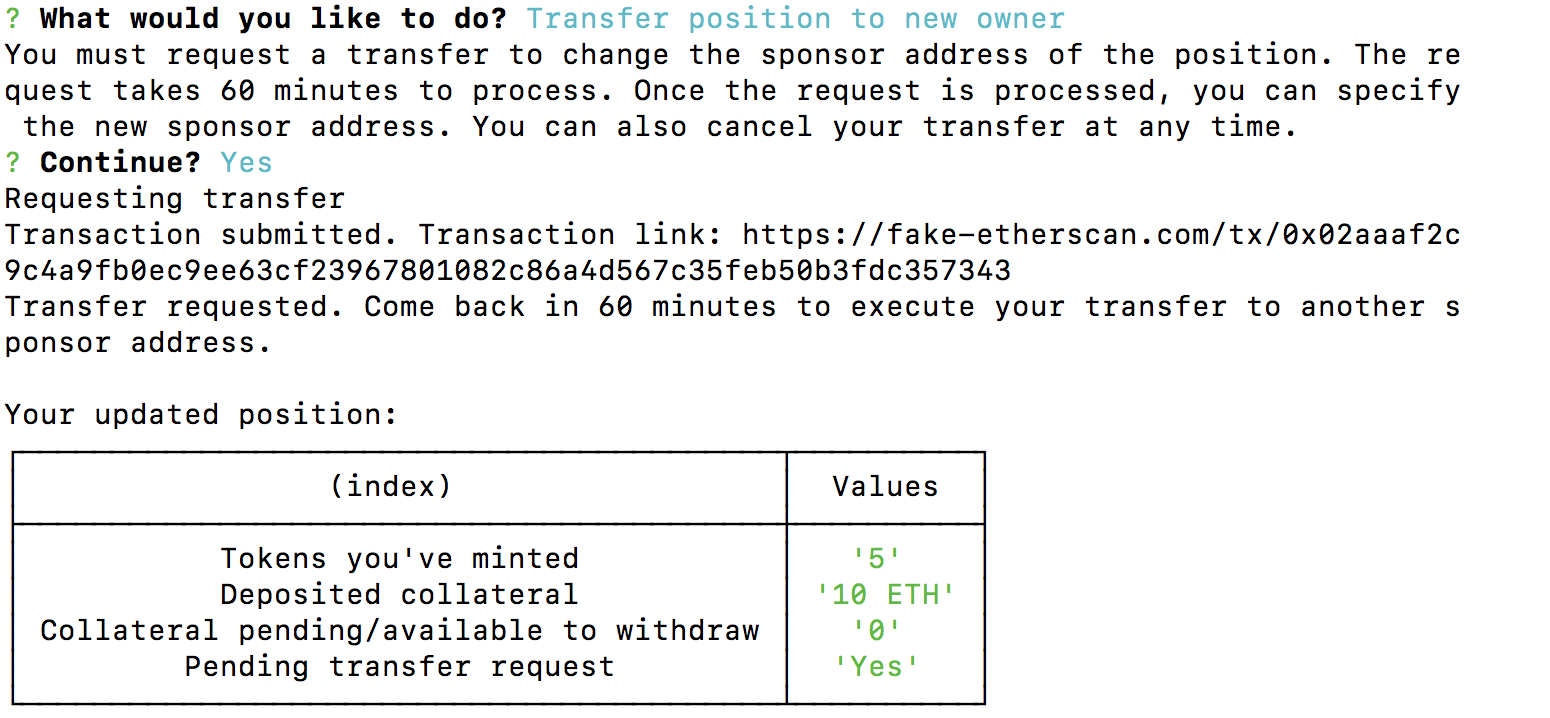 ? What would you like to do? Transfer position to new owner
You must request a transfer to change the sponsor address of the position. The re
quest takes 60 minutes to process. Once the request is processed, you can specify
 the new sponsor address. You can also cancel your transfer at any time.
? Continue? Yes
Requesting transfer
Transaction submitted. Transaction link: https://fake-etherscan.com/tx/0x02aaaf2c
9c4a9fb0ec9ee63cf23967801082c86a4d567c35feb50b3fdc357343
Transfer requested. Come back in 60 minutes to execute your transfer to another s
ponsor address.
Your updated position:
(index) Values
Tokens you've minted '5'
Deposited collateral '10 ETH'
Collateral pending/available to withdraw '0'
Pending transfer request 'Yes'